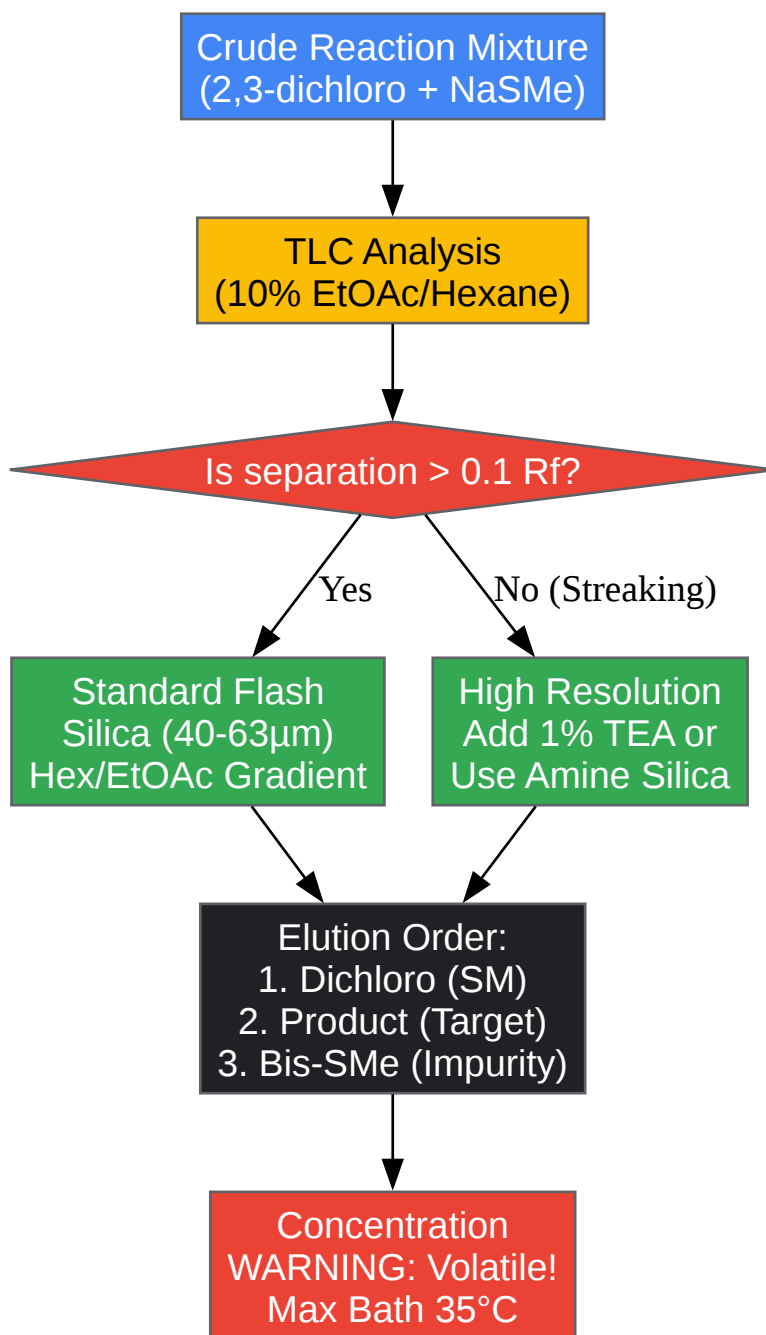 Crude Reaction Mixture
(2,3-dichloro + NaSMe)
TLC Analysis
(10% EtOAc/Hexane)
Is separation > 0.1 Rf?
Yes
No (Streaking)
Standard Flash
Silica (40-63µm)
Hex/EtOAc Gradient
High Resolution
Add 1% TEA or
Use Amine Silica
Elution Order:
1. Dichloro (SM)
2. Product (Target)
3. Bis-SMe (Impurity)
Concentration
WARNING: Volatile!
Max Bath 35°C